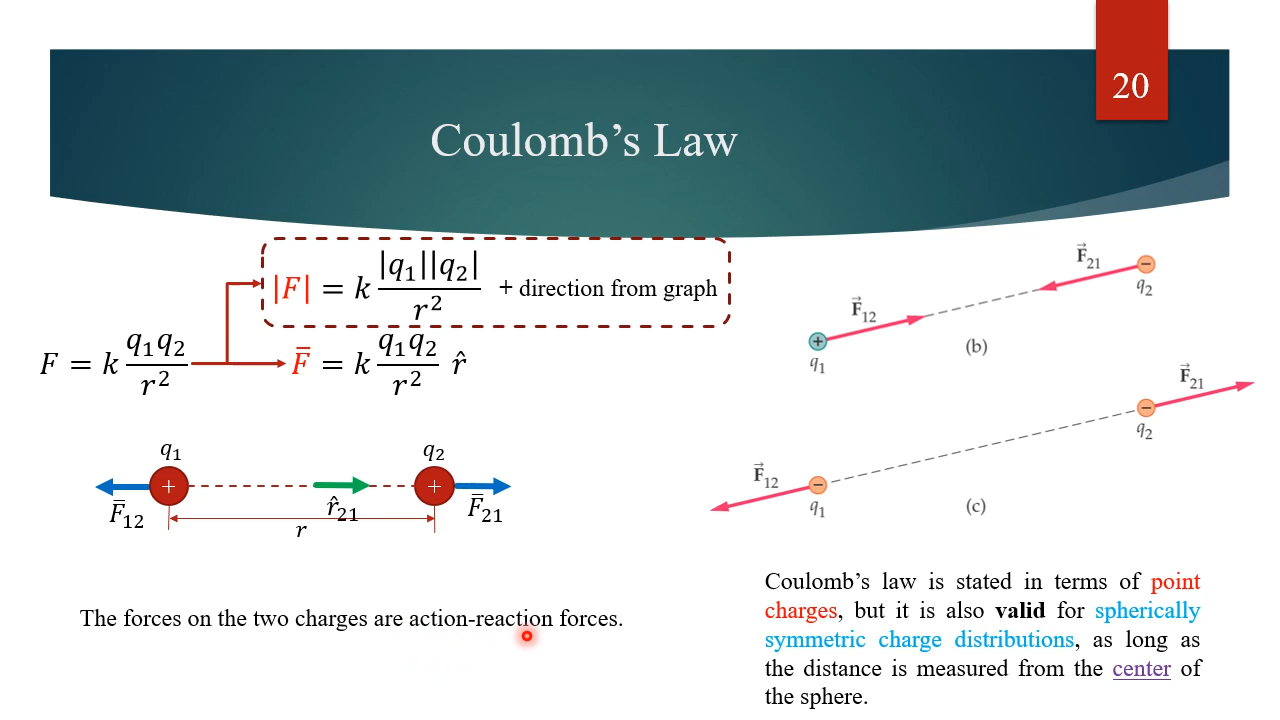 20
Coulomb’s Law
|F| = k |q₁||q₂| / r² + direction from graph
F = k q₁q₂ / r²
F̅ = k q₁q₂ / r² r̂
q₁
q₂
+
+
F̅₁₂
r̂₂₁
F̅₂₁
r
The forces on the two charges are action-reaction forces.
F⃗₂₁
−
q₂
F⃗₁₂
+
q₁
(b)
F⃗₂₁
−
q₂
F⃗₁₂
−
q₁
(c)
Coulomb’s law is stated in terms of point
charges, but it is also valid for spherically
symmetric charge distributions, as long as
the distance is measured from the center of
the sphere.